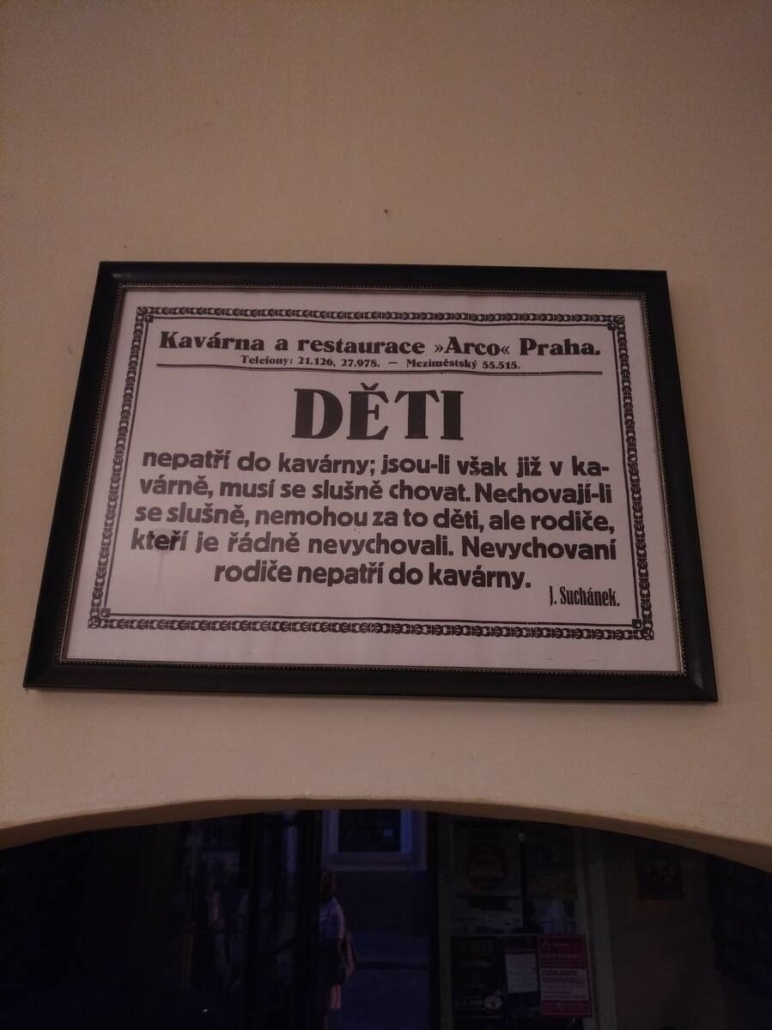 Kavárna a restaurace »Arco« Praha.
Telefony: 21.126, 27.978. — Meziměstský 55.515.
DĚTI
nepatří do kavárny; jsou-li však již v ka-
várně, musí se slušně chovat. Nechovají-li
se slušně, nemohou za to děti, ale rodiče,
kteří je řádně nevychovali. Nevychovaní
rodiče nepatří do kavárny.
J. Suchánek.